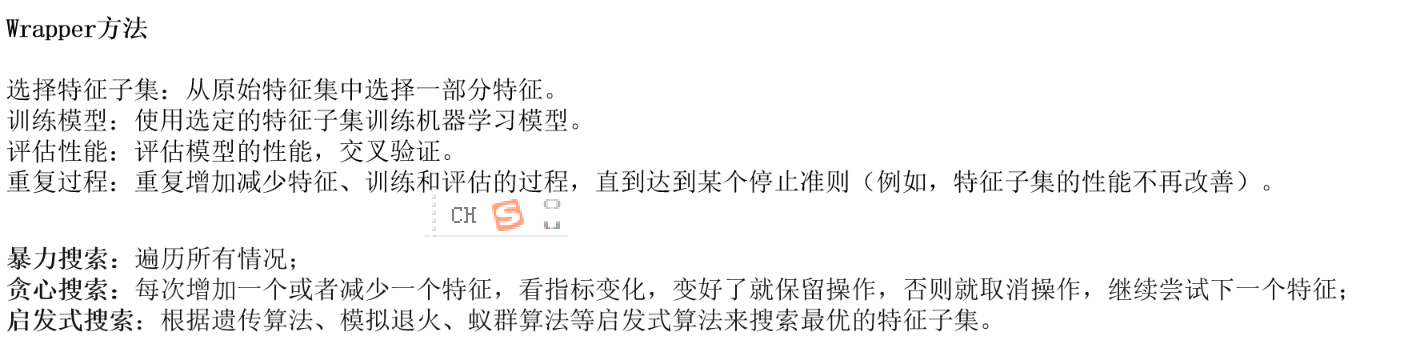 Wrapper方法
选择特征子集：从原始特征集中选择一部分特征。
训练模型：使用选定的特征子集训练机器学习模型。
评估性能：评估模型的性能，交叉验证。
重复过程：重复增加减少特征、训练和评估的过程，直到达到某个停止准则（例如，特征子集的性能不再改善）。
CH S
暴力搜索：遍历所有情况；
贪心搜索：每次增加一个或者减少一个特征，看指标变化，变好了就保留操作，否则就取消操作，继续尝试下一个特征；
启发式搜索：根据遗传算法、模拟退火、蚁群算法等启发式算法来搜索最优的特征子集。